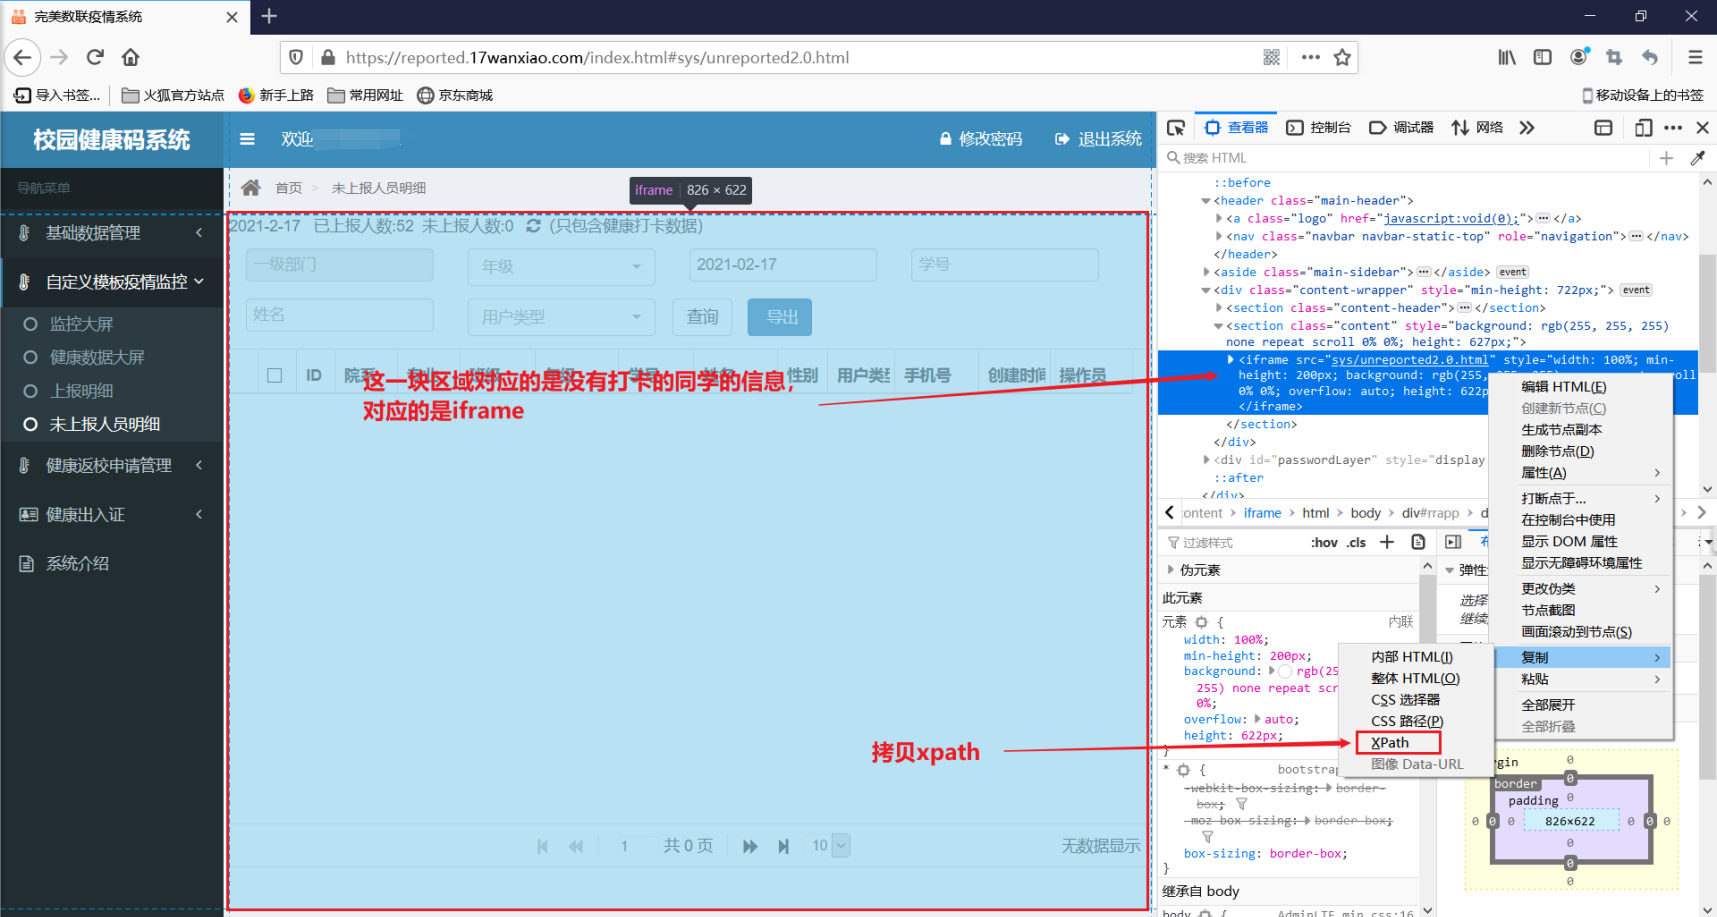 完美数联疫情系统
https://reported.17wanxiao.com/index.html#sys/unreported2.0.html
导入书签... 火狐官方站点 新手上路 常用网址 京东商城 移动设备上的书签
校园健康码系统 欢迎 修改密码 退出系统
导航菜单
基础数据管理
自定义模板疫情监控
监控大屏
健康数据大屏
上报明细
未上报人员明细
健康返校申请管理
健康出入证
系统介绍
首页 > 未上报人员明细
iframe | 826 × 622
2021-2-17 已上报人数:52 未上报人数:0 (只包含健康打卡数据)
一级部门 年级 2021-02-17 学号
姓名 用户类型 查询 导出
ID 院系 性别 用户类型 手机号 创建时间 操作员
这一块区域对应的是没有打卡的同学的信息,
对应的是iframe
拷贝xpath
1 共 0 页 10 无数据显示
查看器 控制台 调试器 网络
搜索 HTML
::before
<header class="main-header">
<a class="logo" href="javascript:void(0);"> </a>
<nav class="navbar navbar-static-top" role="navigation"> </nav>
</header>
<aside class="main-sidebar"> </aside> event
<div class="content-wrapper" style="min-height: 722px;"> event
<section class="content-header"> </section>
<section class="content" style="background: rgb(255, 255, 255)
none repeat scroll 0% 0%; height: 627px;">
<iframe src="sys/unreported2.0.html" style="width: 100%; min-
height: 200px; background: rgb(255,
0% 0%; overflow: auto; height: 622p
</iframe>
</section>
</div>
<div id="passwordLayer" style="display
::after
</div>
ontent > iframe > html > body > div#rrapp > d
过滤样式 :hov .cls +
伪元素
此元素
元素 { 内联
width: 100%;
min-height: 200px;
background: rgb(25
255) none repeat scr
0%;
overflow: auto;
height: 622px;
}
* { bootstrap
-webkit-box-sizing: border-
box;
-moz-box-sizing: border-box;
box-sizing: border-box;
}
继承自 body
body { AdminLTE.min.css:16
弹性
选择
继续
编辑 HTML(E)
创建新节点(C)
生成节点副本
删除节点(D)
属性(A)
打断点于...
在控制台中使用
显示 DOM 属性
显示无障碍环境属性
更改伪类
节点截图
画面滚动到节点(S)
复制
粘贴
全部展开
全部折叠
内部 HTML(I)
整体 HTML(O)
CSS 选择器
CSS 路径(P)
XPath
图像 Data-URL
rgin 0
border 0
padding 0
0 0 0 826×622 0 0 0
0
0
0